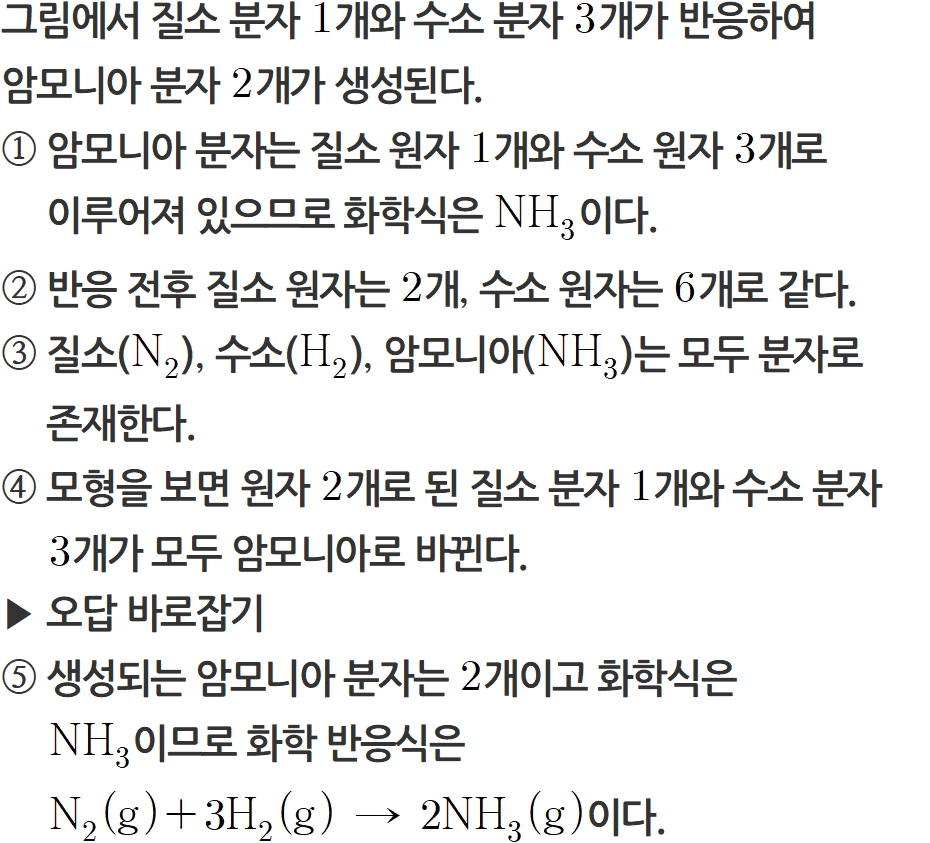 그림에서 질소 분자 1개와 수소 분자 3개가 반응하여
암모니아 분자 2개가 생성된다.
① 암모니아 분자는 질소 원자 1개와 수소 원자 3개로
이루어져 있으므로 화학식은 NH₃이다.
② 반응 전후 질소 원자는 2개, 수소 원자는 6개로 같다.
③ 질소(N₂), 수소(H₂), 암모니아(NH₃)는 모두 분자로
존재한다.
④ 모형을 보면 원자 2개로 된 질소 분자 1개와 수소 분자
3개가 모두 암모니아로 바뀐다.
▶ 오답 바로잡기
⑤ 생성되는 암모니아 분자는 2개이고 화학식은
NH₃이므로 화학 반응식은
N₂(g)+3H₂(g) → 2NH₃(g)이다.